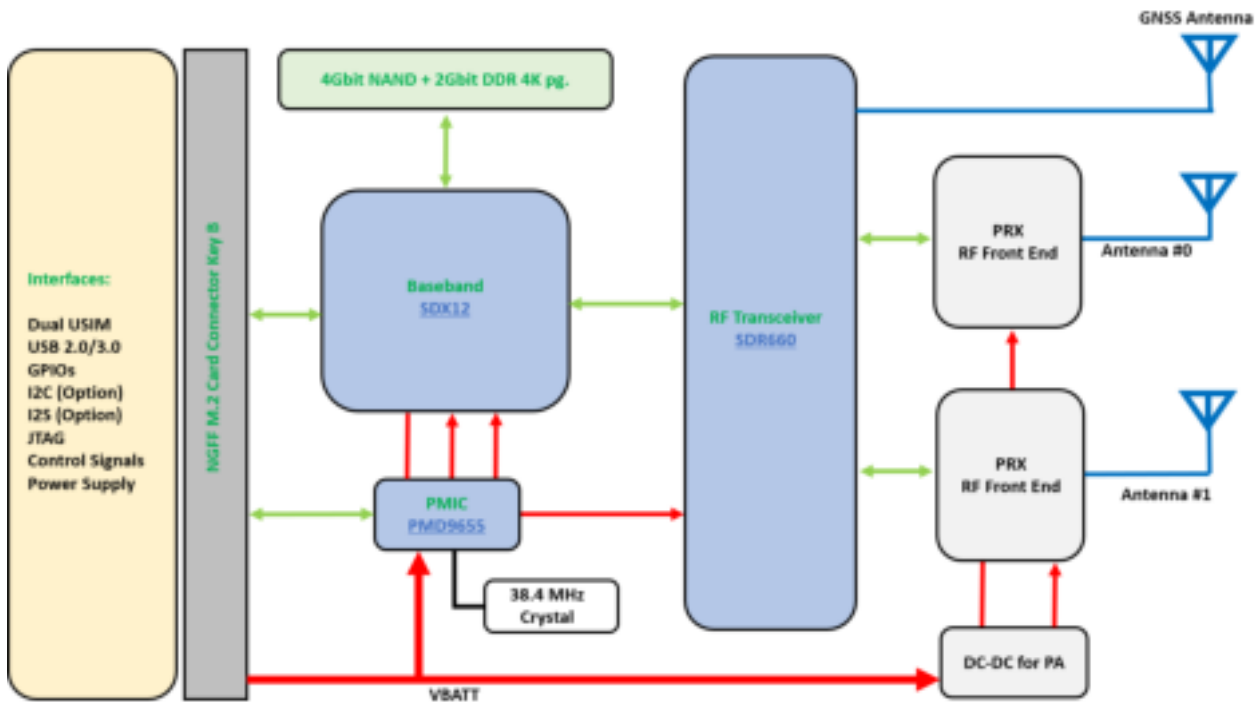 GNSS Antenna
4Gbit NAND + 2Gbit DDR 4K pg.
Interfaces:
Dual USIM
USB 2.0/3.0
GPIOs
I2C (Option)
I2S (Option)
JTAG
Control Signals
Power Supply
NGFF M.2 Card Connector Key B
Baseband
SDX12
RF Transceiver
SDR660
PRX
RF Front End
Antenna #0
PRX
RF Front End
Antenna #1
PMIC
PMD9655
38.4 MHz
Crystal
DC-DC for PA
VBATT